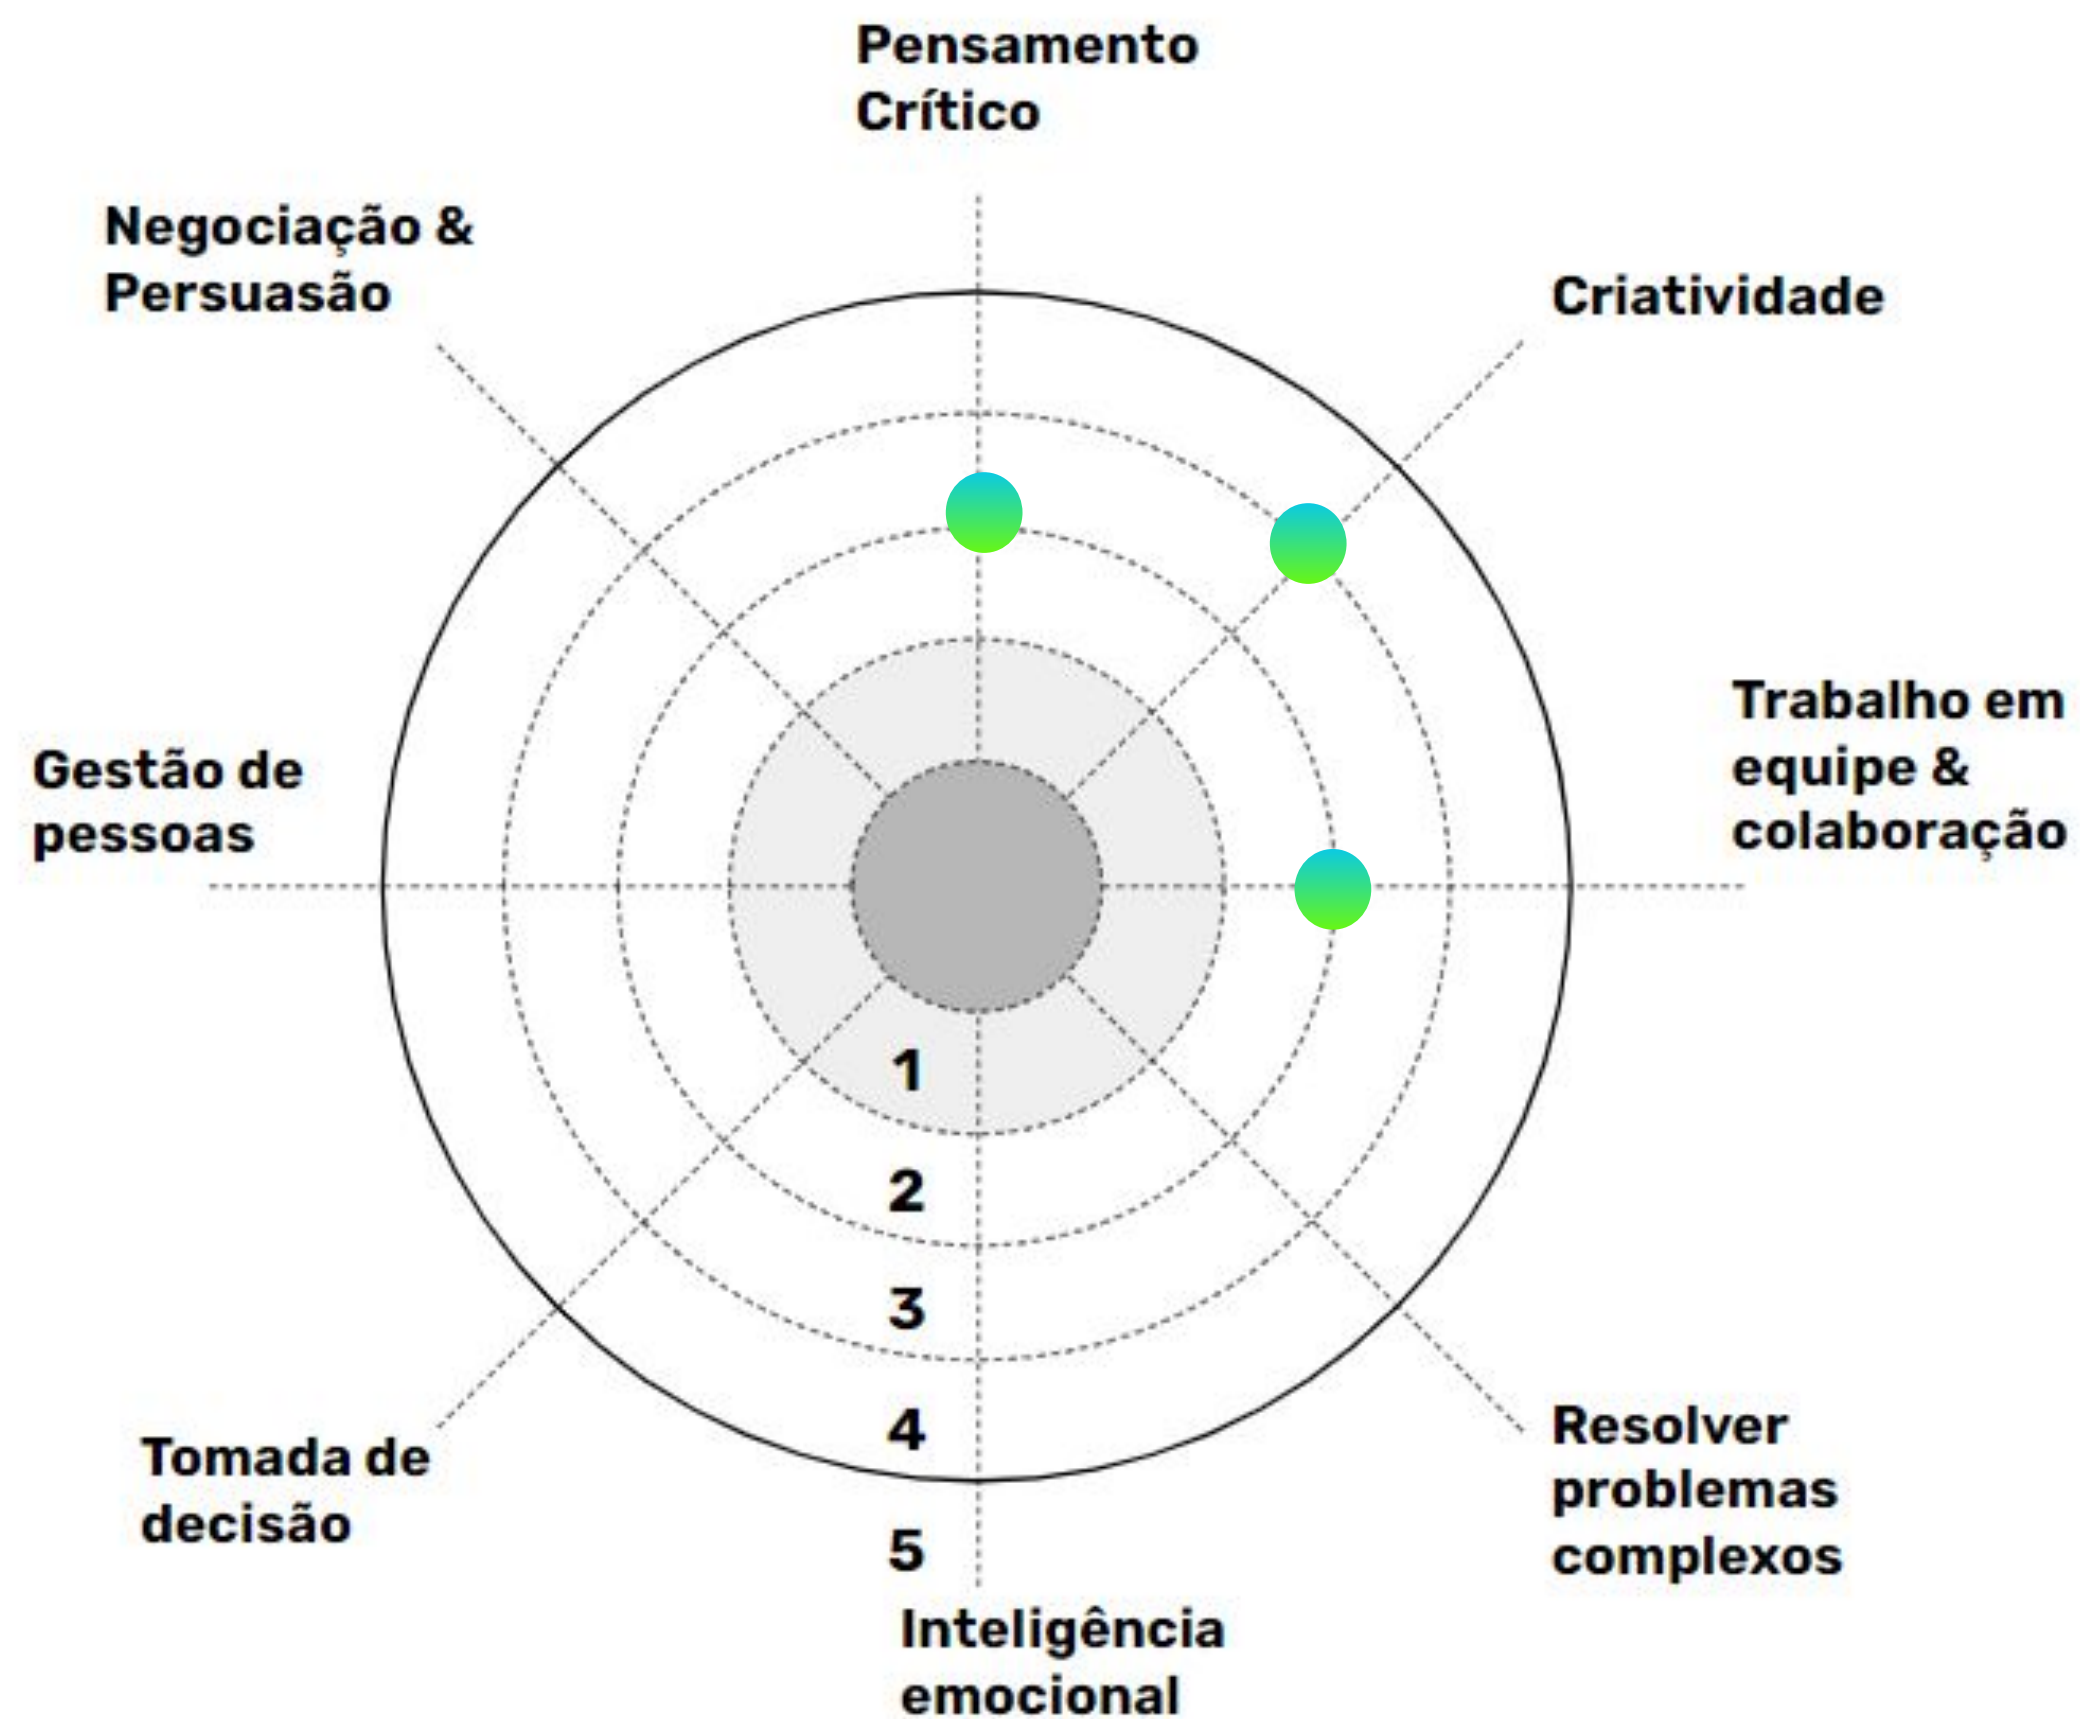 Pensamento
Crítico
Negociação &
Persuasão
Criatividade
Trabalho em
equipe &
colaboração
Gestão de
pessoas
1
2
3
4
5
Tomada de
decisão
Resolver
problemas
complexos
Inteligência
emocional